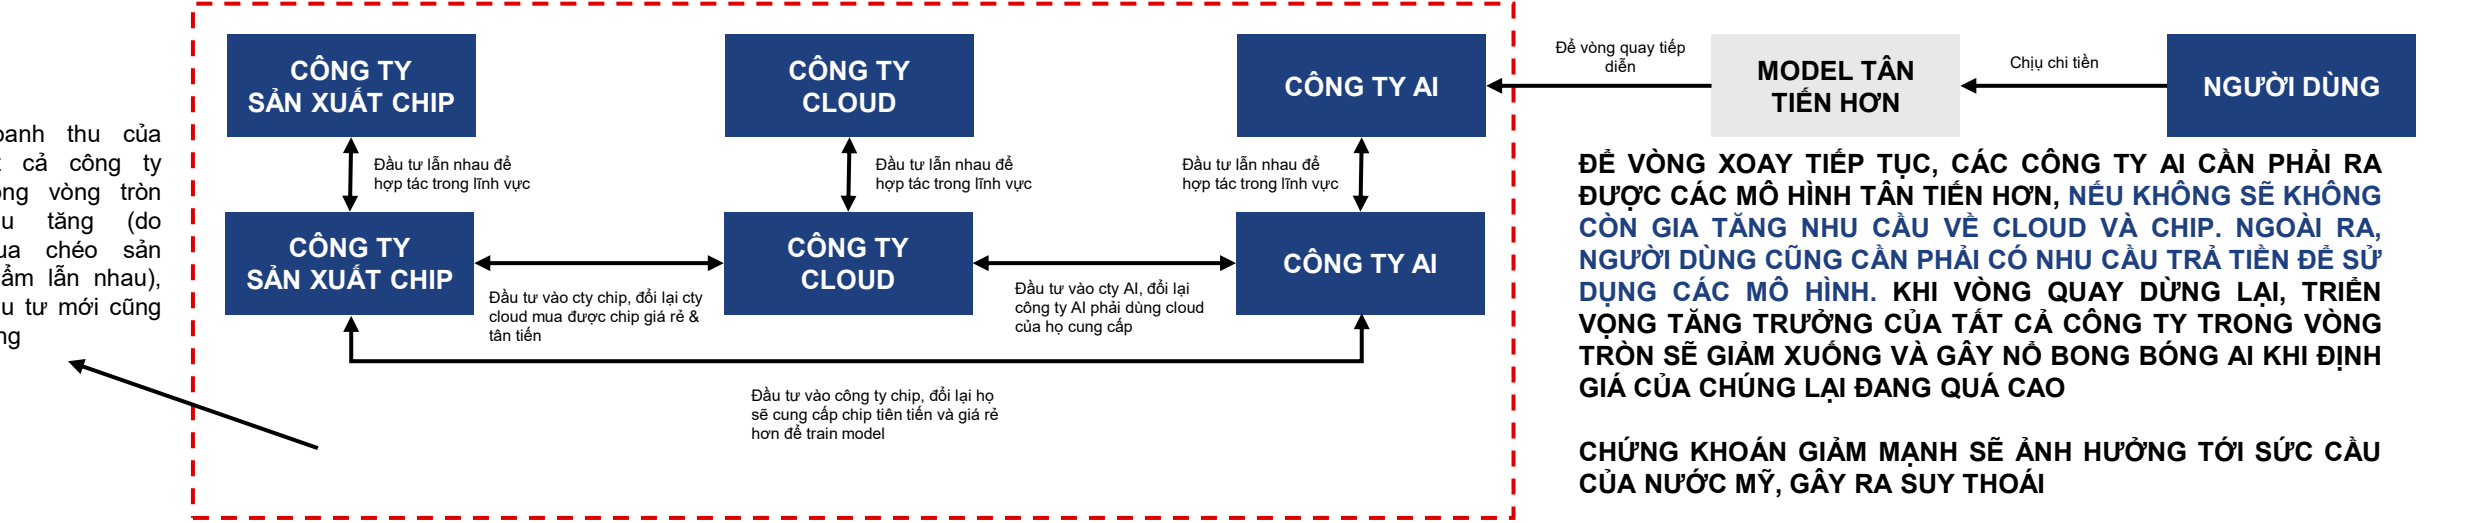 CÔNG TY
SẢN XUẤT CHIP
CÔNG TY
CLOUD
CÔNG TY AI
Để vòng quay tiếp
diễn
MODEL TÂN
TIẾN HƠN
Chịu chi tiền
NGƯỜI DÙNG
thu của
cả công ty
vòng tròn
tăng (do
chéo sản
lẫn nhau),
tư mới cũng
Đầu tư lẫn nhau để
hợp tác trong lĩnh vực
Đầu tư lẫn nhau để
hợp tác trong lĩnh vực
Đầu tư lẫn nhau để
hợp tác trong lĩnh vực
CÔNG TY
SẢN XUẤT CHIP
CÔNG TY
CLOUD
CÔNG TY AI
Đầu tư vào cty chip, đổi lại cty
cloud mua được chip giá rẻ &
tân tiến
Đầu tư vào cty AI, đổi lại
công ty AI phải dùng cloud
của họ cung cấp
Đầu tư vào công ty chip, đổi lại họ
sẽ cung cấp chip tiên tiến và giá rẻ
hơn để train model
ĐỂ VÒNG XOAY TIẾP TỤC, CÁC CÔNG TY AI CẦN PHẢI RA
ĐƯỢC CÁC MÔ HÌNH TÂN TIẾN HƠN, NẾU KHÔNG SẼ KHÔNG
CÒN GIA TĂNG NHU CẦU VỀ CLOUD VÀ CHIP. NGOÀI RA,
NGƯỜI DÙNG CŨNG CẦN PHẢI CÓ NHU CẦU TRẢ TIỀN ĐỂ SỬ
DỤNG CÁC MÔ HÌNH. KHI VÒNG QUAY DỪNG LẠI, TRIỂN
VỌNG TĂNG TRƯỞNG CỦA TẤT CẢ CÔNG TY TRONG VÒNG
TRÒN SẼ GIẢM XUỐNG VÀ GÂY NỔ BONG BÓNG AI KHI ĐỊNH
GIÁ CỦA CHÚNG LẠI ĐANG QUÁ CAO
CHỨNG KHOÁN GIẢM MẠNH SẼ ẢNH HƯỞNG TỚI SỨC CẦU
CỦA NƯỚC MỸ, GÂY RA SUY THOÁI